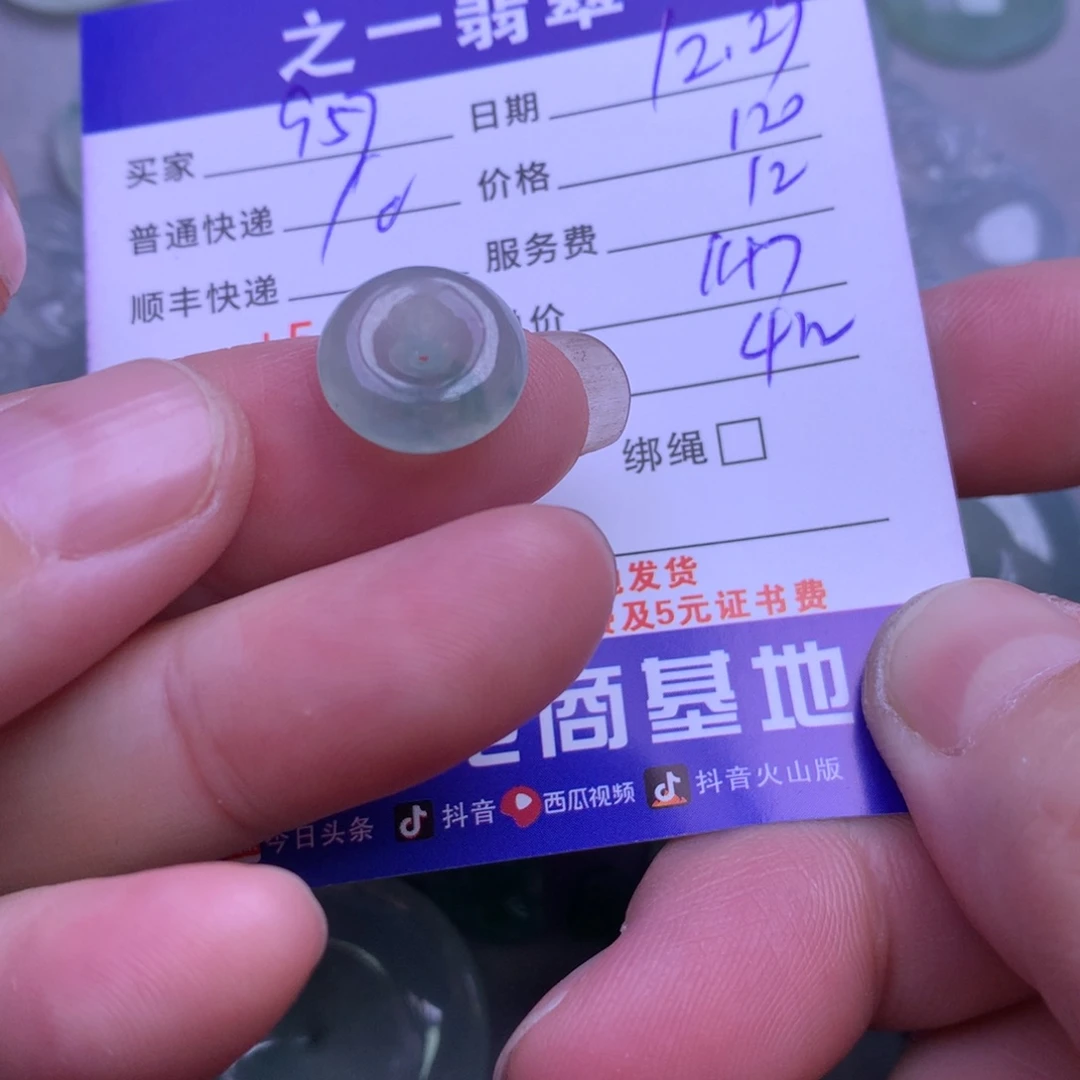 之一翡翠
买家 957 日期 12.27
普通快递 价格 120
顺丰快递 服务费 12
价 147
绑绳
发货
及5元证书费
商基地
今日头条 抖音 西瓜视频 抖音火山版